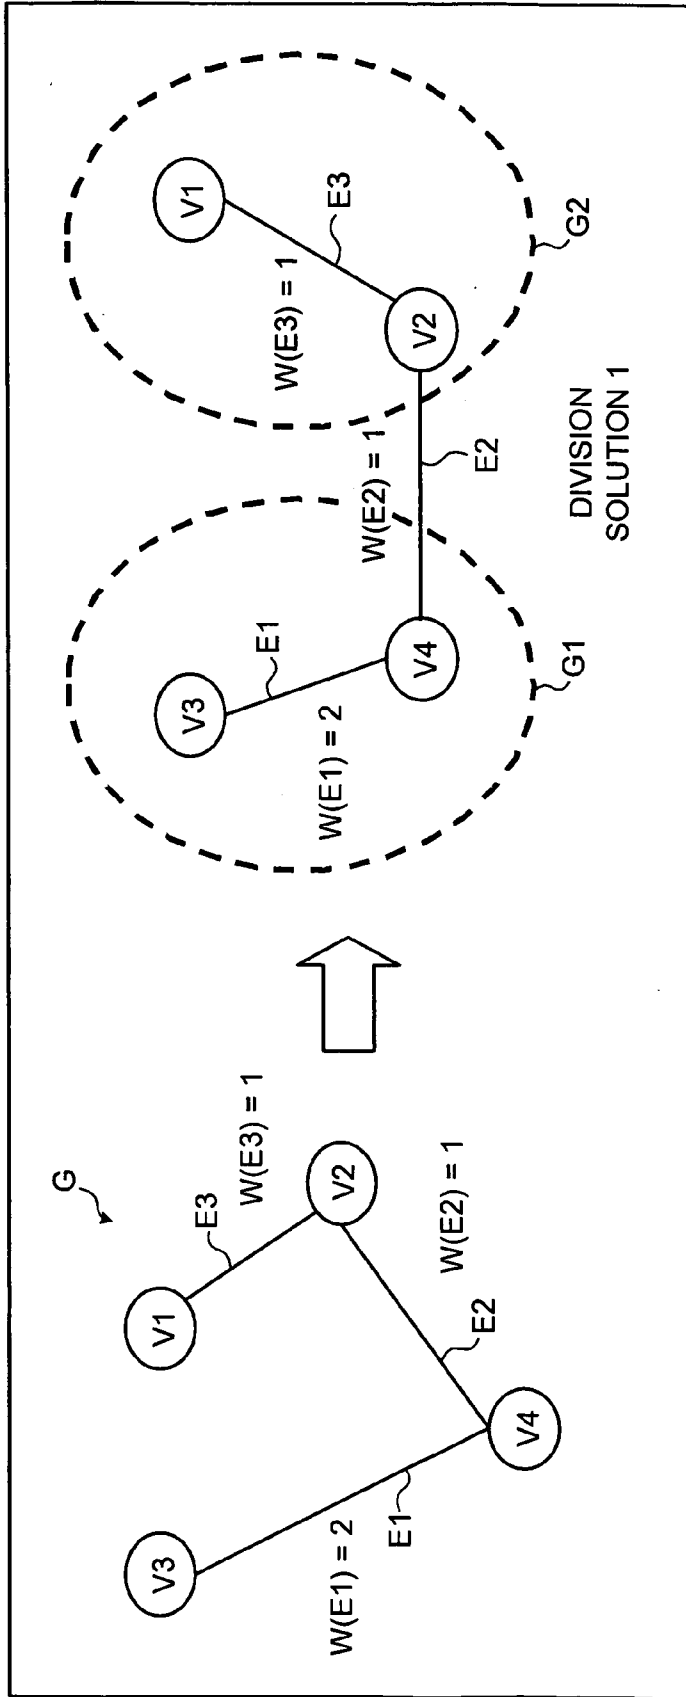 G
V1
E3
W(E3) = 1
V2
V3
W(E1) = 2
E1
E2
W(E2) = 1
V4
V3
E1
W(E1) = 2
V4
G1
W(E2) = 1
E2
V1
E3
W(E3) = 1
V2
G2
DIVISION
SOLUTION 1